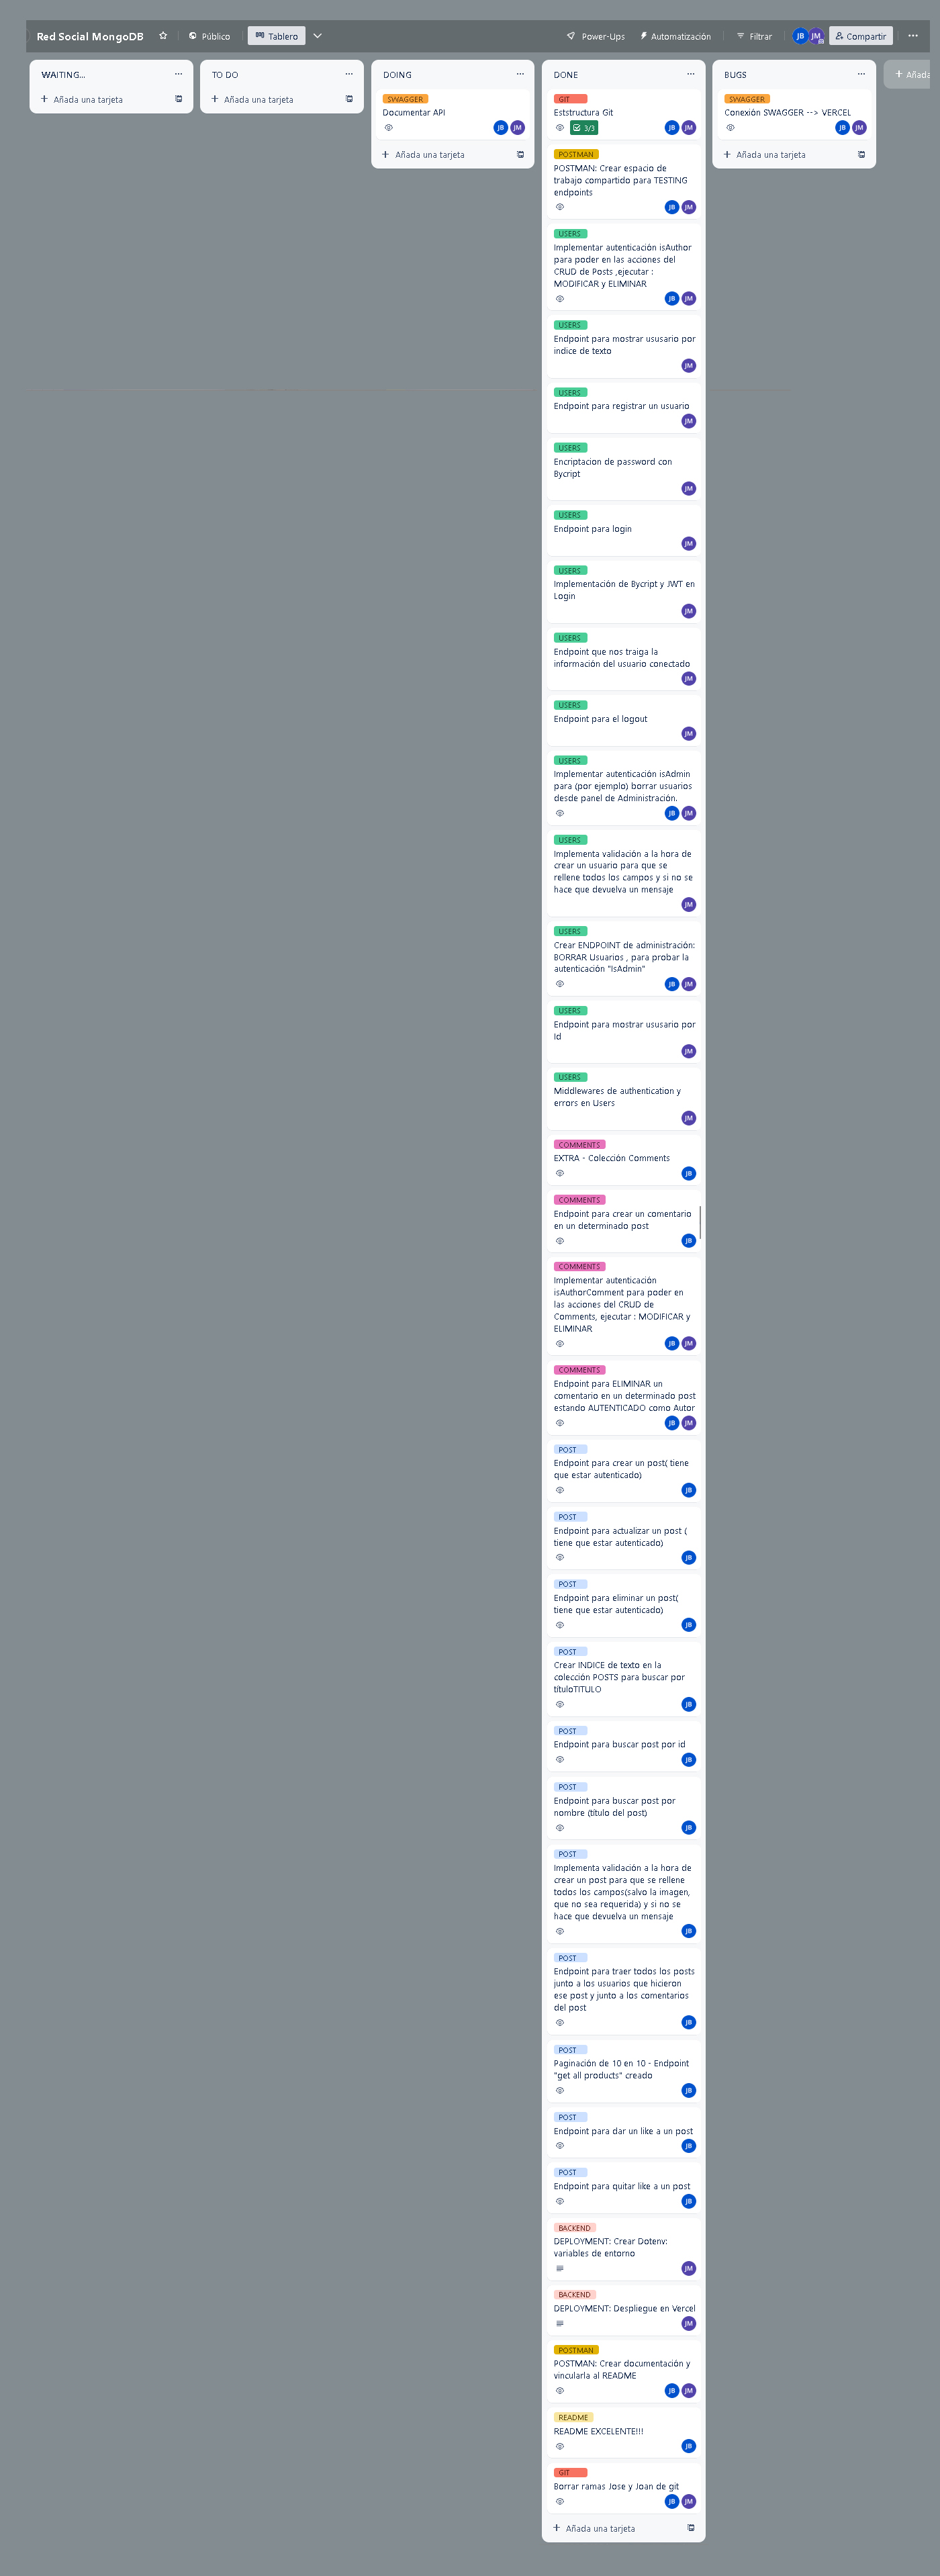 Red Social MongoDB
Público
Tablero
Power-Ups
Automatización
Filtrar
JB
JM
Compartir
WAITING...
Añada una tarjeta
TO DO
Añada una tarjeta
DOING
SWAGGER
Documentar API
JB JM
Añada una tarjeta
DONE
GIT
Eststructura Git
3/3
JB JM
POSTMAN
POSTMAN: Crear espacio de
trabajo compartido para TESTING
endpoints
JB JM
USERS
Implementar autenticación isAuthor
para poder en las acciones del
CRUD de Posts ,ejecutar :
MODIFICAR y ELIMINAR
JB JM
USERS
Endpoint para mostrar ususario por
indice de texto
JM
USERS
Endpoint para registrar un usuario
JM
USERS
Encriptacion de password con
Bycript
JM
USERS
Endpoint para login
JM
USERS
Implementación de Bycript y JWT en
Login
JM
USERS
Endpoint que nos traiga la
información del usuario conectado
JM
USERS
Endpoint para el logout
JM
USERS
Implementar autenticación isAdmin
para (por ejemplo) borrar usuarios
desde panel de Administración.
JB JM
USERS
Implementa validación a la hora de
crear un usuario para que se
rellene todos los campos y si no se
hace que devuelva un mensaje
JM
USERS
Crear ENDPOINT de administración:
BORRAR Usuarios , para probar la
autenticación "IsAdmin"
JB JM
USERS
Endpoint para mostrar ususario por
Id
JM
USERS
Middlewares de authentication y
errors en Users
JM
COMMENTS
EXTRA - Colección Comments
JB
COMMENTS
Endpoint para crear un comentario
en un determinado post
JB
COMMENTS
Implementar autenticación
isAuthorComment para poder en
las acciones del CRUD de
Comments, ejecutar : MODIFICAR y
ELIMINAR
JB JM
COMMENTS
Endpoint para ELIMINAR un
comentario en un determinado post
estando AUTENTICADO como Autor
JB JM
POST
Endpoint para crear un post( tiene
que estar autenticado)
JB
POST
Endpoint para actualizar un post (
tiene que estar autenticado)
JB
POST
Endpoint para eliminar un post(
tiene que estar autenticado)
JB
POST
Crear INDICE de texto en la
colección POSTS para buscar por
títuloTITULO
JB
POST
Endpoint para buscar post por id
JB
POST
Endpoint para buscar post por
nombre (título del post)
JB
POST
Implementa validación a la hora de
crear un post para que se rellene
todos los campos(salvo la imagen,
que no sea requerida) y si no se
hace que devuelva un mensaje
JB
POST
Endpoint para traer todos los posts
junto a los usuarios que hicieron
ese post y junto a los comentarios
del post
JB
POST
Paginación de 10 en 10 - Endpoint
"get all products" creado
JB
POST
Endpoint para dar un like a un post
JB
POST
Endpoint para quitar like a un post
JB
BACKEND
DEPLOYMENT: Crear Dotenv:
variables de entorno
JM
BACKEND
DEPLOYMENT: Despliegue en Vercel
JM
POSTMAN
POSTMAN: Crear documentación y
vincularla al README
JB JM
README
README EXCELENTE!!!
JB
GIT
Borrar ramas Jose y Joan de git
JB JM
Añada una tarjeta
BUGS
SWAGGER
Conexión SWAGGER --> VERCEL
JB JM
Añada una tarjeta
Añada